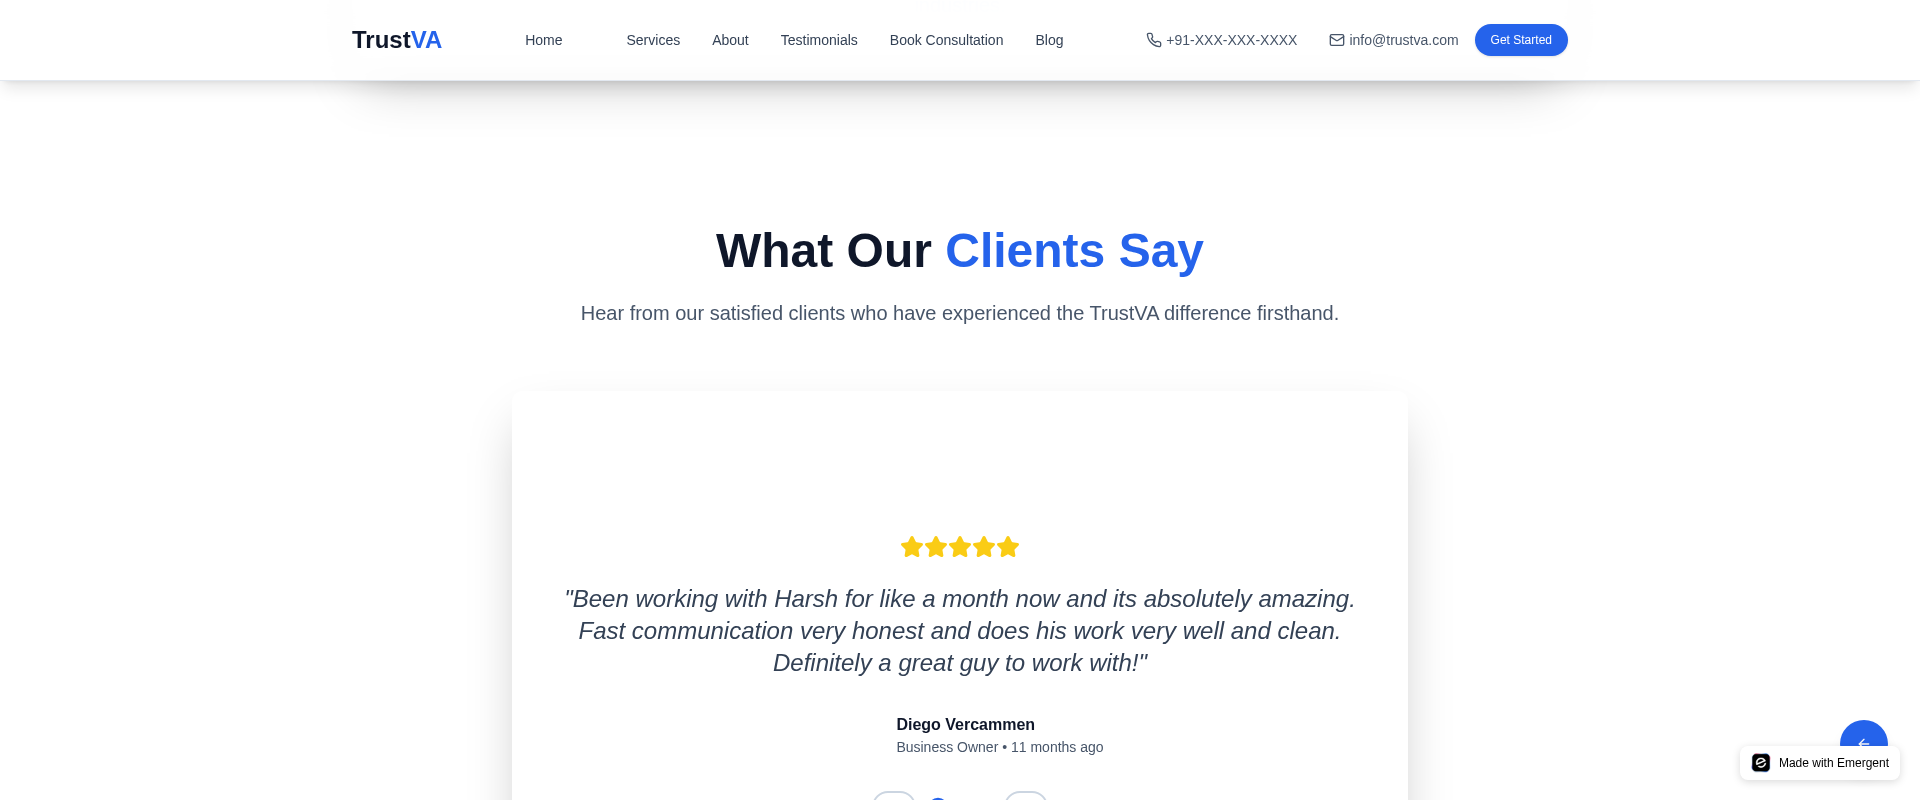 TrustVA
Home
Services
About
Testimonials
Book Consultation
Blog
+91-XXX-XXX-XXXX
info@trustva.com
Get Started
What Our Clients Say
Hear from our satisfied clients who have experienced the TrustVA difference firsthand.
"Been working with Harsh for like a month now and its absolutely amazing.
Fast communication very honest and does his work very well and clean.
Definitely a great guy to work with!"
Diego Vercammen
Business Owner • 11 months ago
Made with Emergent